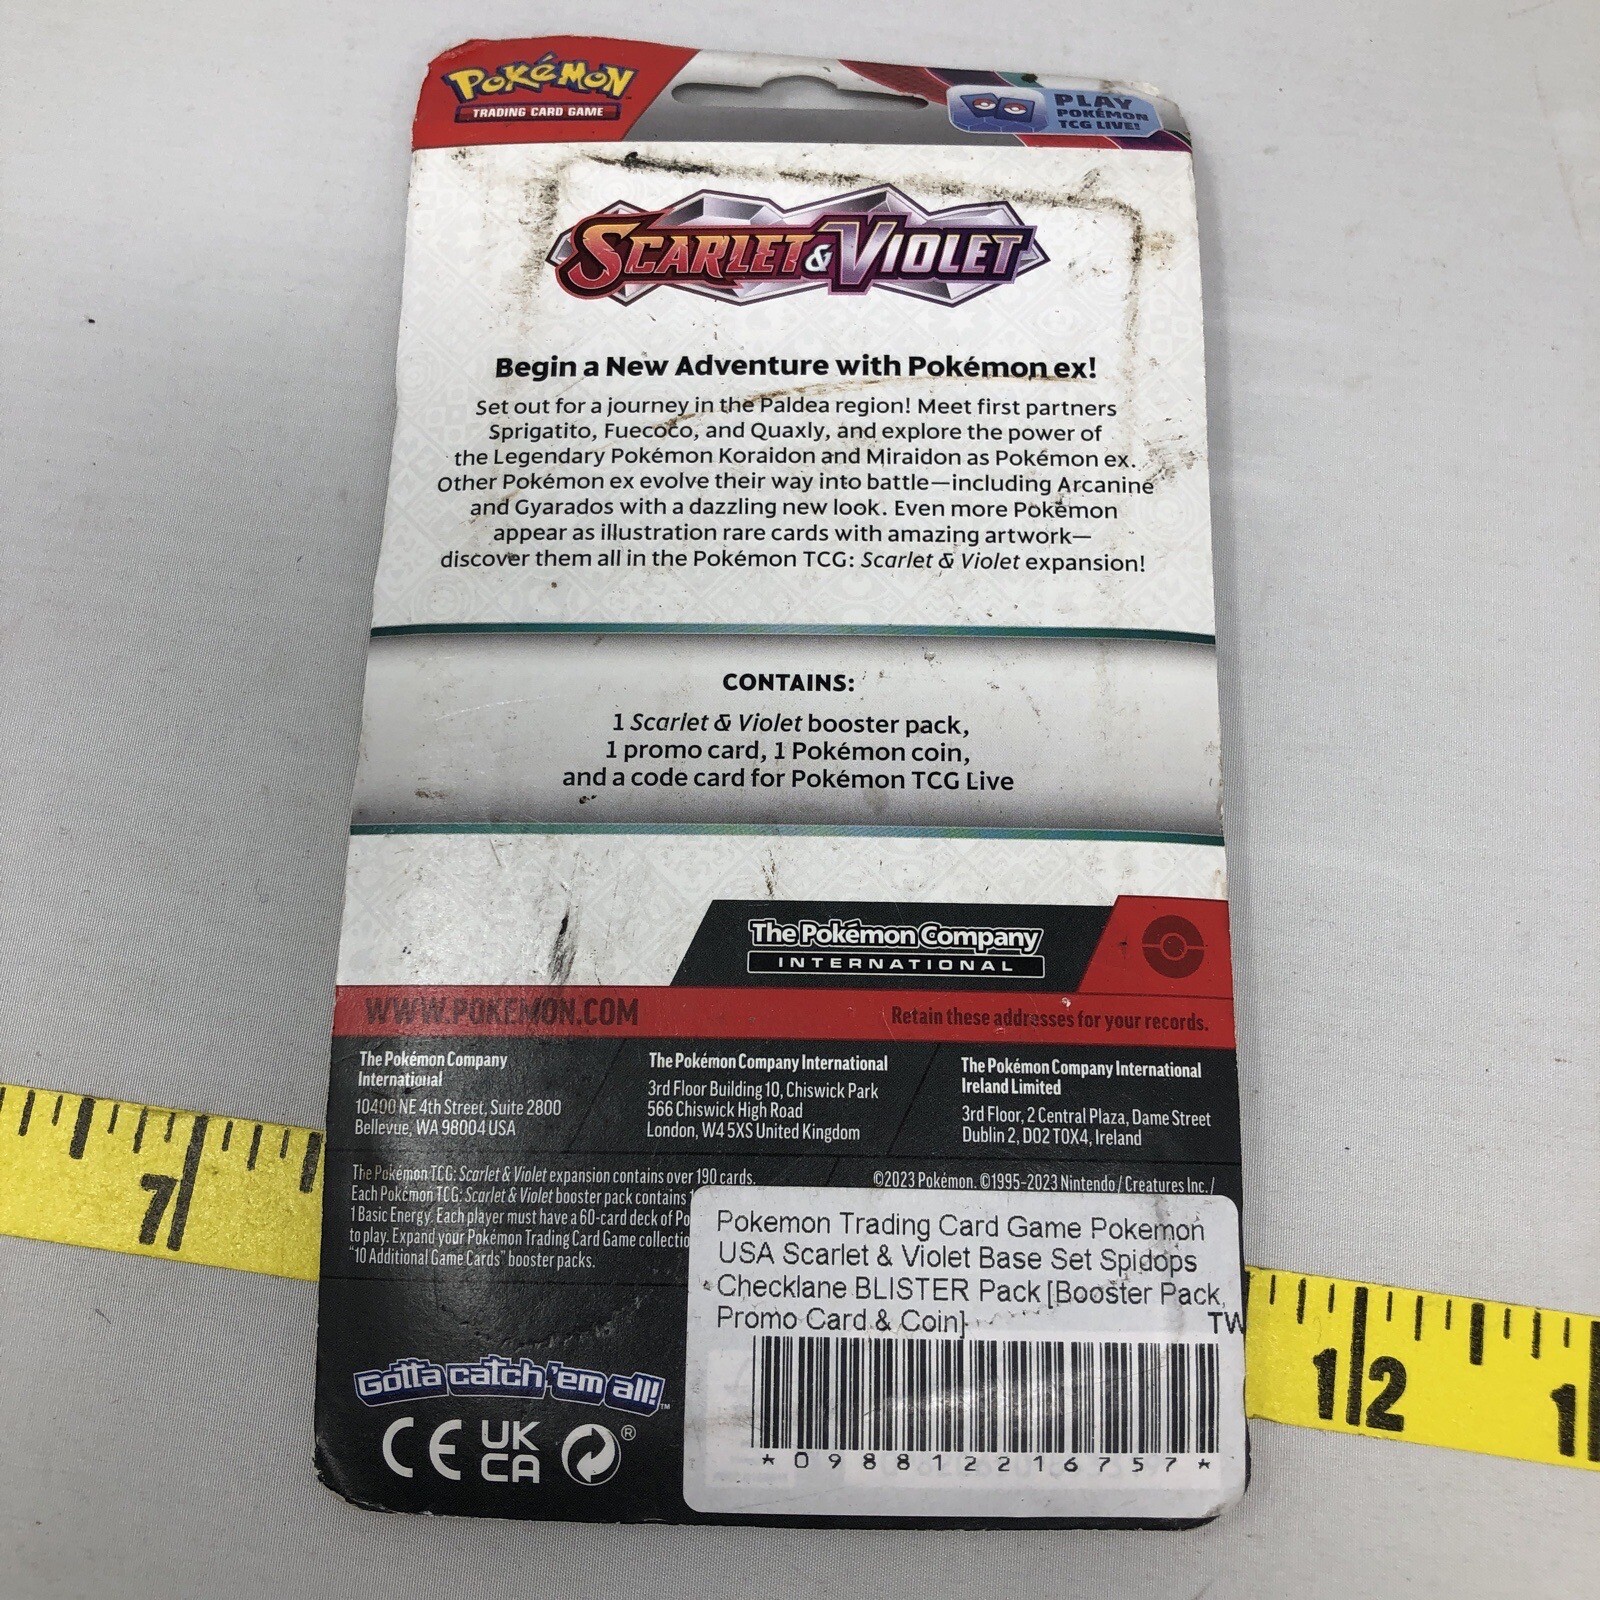 POKéMON
TRADING CARD GAME
PLAY
POKÉMON
TCG LIVE!
SCARLET & VIOLET
Begin a New Adventure with Pokémon ex!
Set out for a journey in the Paldea region! Meet first partners
Sprigatito, Fuecoco, and Quaxly, and explore the power of
the Legendary Pokémon Koraidon and Miraidon as Pokémon ex.
Other Pokémon ex evolve their way into battle—including Arcanine
and Gyarados with a dazzling new look. Even more Pokémon
appear as illustration rare cards with amazing artwork—
discover them all in the Pokémon TCG: Scarlet & Violet expansion!
CONTAINS:
1 Scarlet & Violet booster pack,
1 promo card, 1 Pokémon coin,
and a code card for Pokémon TCG Live
The Pokémon Company
INTERNATIONAL
WWW.POKEMON.COM
Retain these addresses for your records.
The Pokémon Company
International
10400 NE 4th Street, Suite 2800
Bellevue, WA 98004 USA
The Pokémon Company International
3rd Floor Building 10, Chiswick Park
566 Chiswick High Road
London, W4 5XS United Kingdom
The Pokémon Company International
Ireland Limited
3rd Floor, 2 Central Plaza, Dame Street
Dublin 2, D02 T0X4, Ireland
The Pokémon TCG: Scarlet & Violet expansion contains over 190 cards.
Each Pokémon TCG: Scarlet & Violet booster pack contains
1 Basic Energy. Each player must have a 60-card deck of
to play. Expand your Pokémon Trading Card Game
"10 Additional Game Cards" booster packs.
©2023 Pokémon. ©1995–2023 Nintendo / Creatures Inc. /
Pokemon Trading Card Game Pokemon
USA Scarlet & Violet Base Set Spidops
Checklane BLISTER Pack [Booster Pack,
Promo Card & Coin]
TW
*098812216757*
Gotta catch 'em all!™
CE UK
CA
®
7
12
1